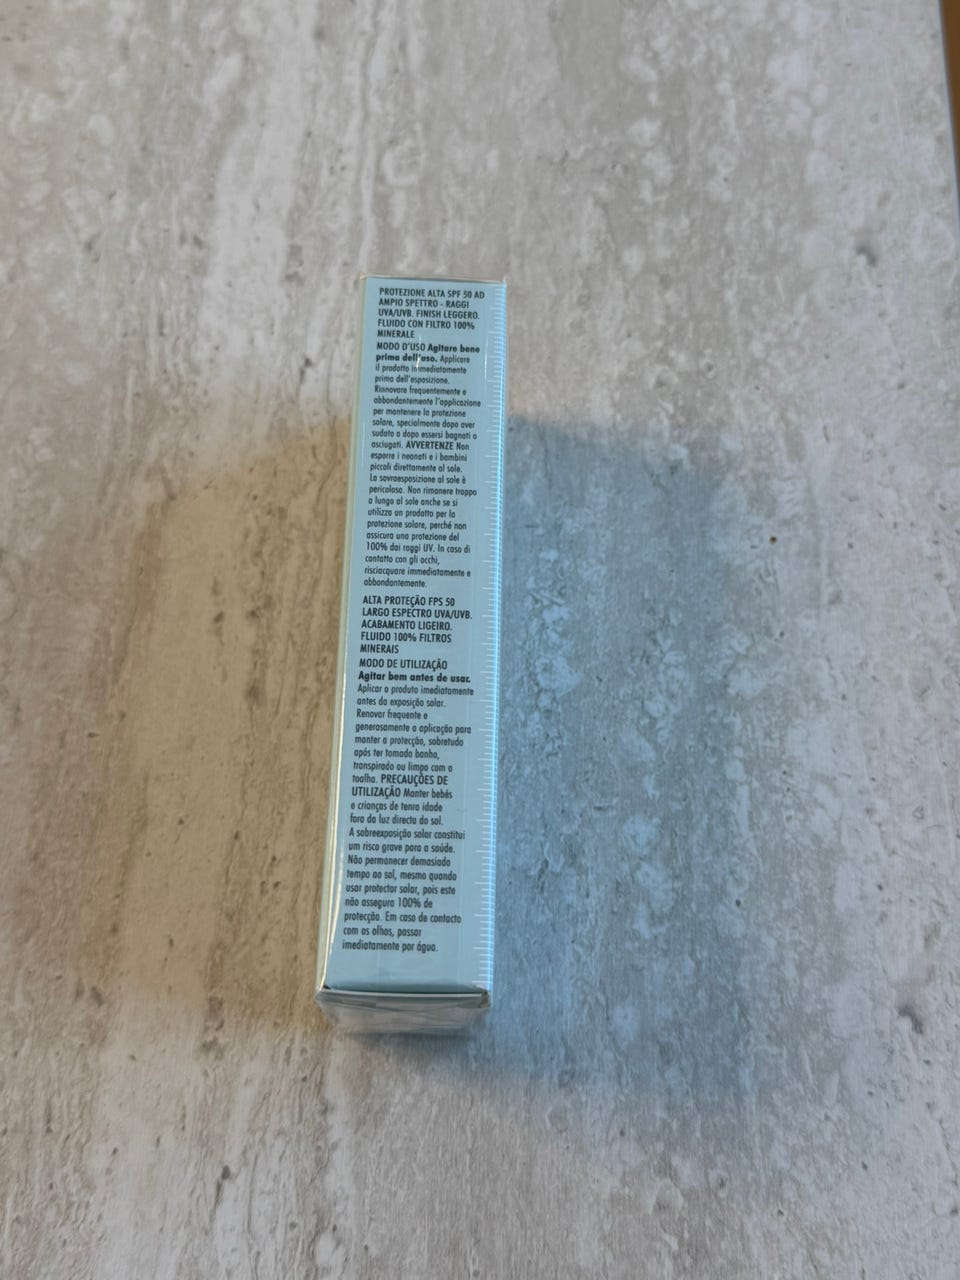 PROTEZIONE ALTA SPF 50 AD
AMPIO SPETTRO - RAGGI
UVA/UVB. FINISH LEGGERO.
FLUIDO CON FILTRO 100%
MINERALE
MODO D'USO Agitare bene
prima dell'uso. Applicare
il prodotto immediatamente
prima dell'esposizione.
Rinnovare frequentemente e
abbondantemente l'applicazione
per mantenere la protezione
solare, specialmente dopo aver
sudato o dopo essersi bagnati o
asciugati. AVVERTENZE Non
esporre i neonati e i bambini
piccoli direttamente al sole.
La sovraesposizione al sole è
pericolosa. Non rimanere troppo
a lungo al sole anche se si
utilizza un prodotto per la
protezione solare, perché non
assicura una protezione del
100% dai raggi UV. In caso di
contatto con gli occhi,
risciacquare immediatamente e
abbondantemente.
ALTA PROTEÇÃO FPS 50
LARGO ESPECTRO UVA/UVB.
ACABAMENTO LIGEIRO.
FLUIDO 100% FILTROS
MINERAIS
MODO DE UTILIZAÇÃO
Agitar bem antes de usar.
Aplicar o produto imediatamente
antes da exposição solar.
Renovar frequente e
generosamente a aplicação para
manter a protecção, sobretudo
após ter tomado banho,
transpirado ou limpo com a
toalha. PRECAUÇÕES DE
UTILIZAÇÃO Manter bebés
e crianças de tenra idade
fora da luz directa do sol.
A sobreexposição solar constitui
um risco grave para a saúde.
Não permanecer demasiado
tempo ao sol, mesmo quando
usar protector solar, pois este
não assegura 100% de
protecção. Em caso de contacto
com os olhos, passar
imediatamente por água.